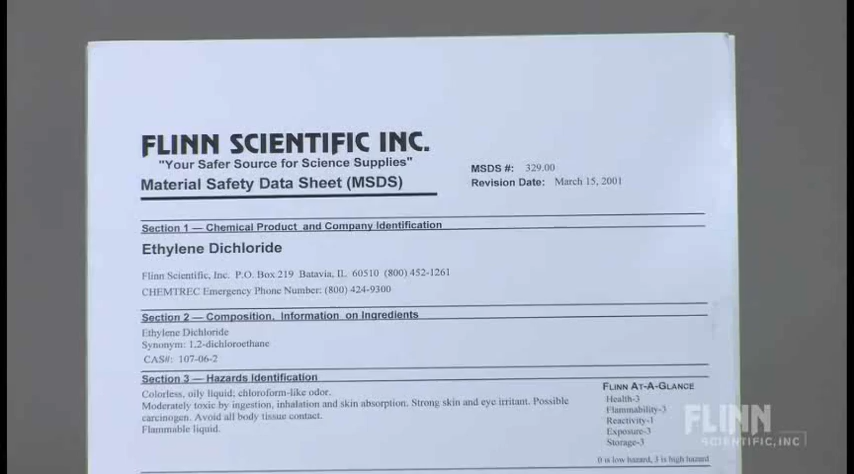 FLINN SCIENTIFIC INC.
"Your Safer Source for Science Supplies"
Material Safety Data Sheet (MSDS)
MSDS #: 329.00
Revision Date: March 15, 2001
Section 1 — Chemical Product and Company Identification
Ethylene Dichloride
Flinn Scientific, Inc. P.O. Box 219 Batavia, IL 60510 (800) 452-1261
CHEMTREC Emergency Phone Number: (800) 424-9300
Section 2 — Composition, Information on Ingredients
Ethylene Dichloride
Synonym: 1,2-dichloroethane
CAS#: 107-06-2
Section 3 — Hazards Identification
Colorless, oily liquid; chloroform-like odor.
Moderately toxic by ingestion, inhalation and skin absorption. Strong skin and eye irritant. Possible
carcinogen. Avoid all body tissue contact.
Flammable liquid.
FLINN AT-A-GLANCE
Health-3
Flammability-3
Reactivity-1
Exposure-3
Storage-3
0 is low hazard, 3 is high hazard
FLINN
SCIENTIFIC, INC